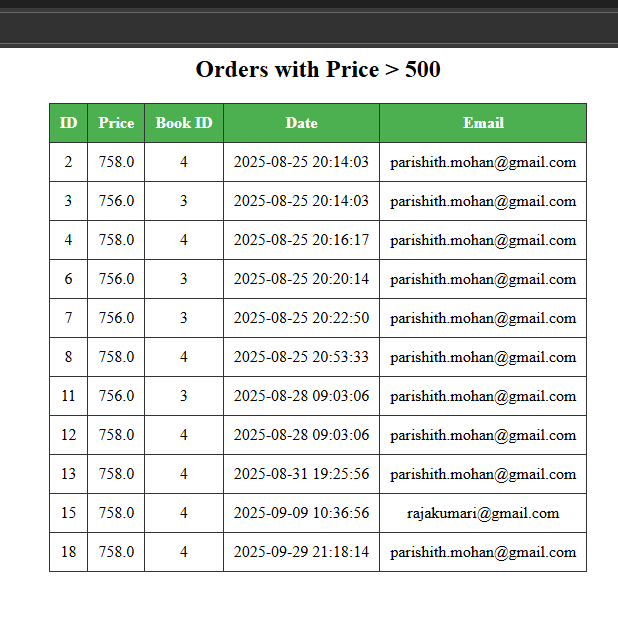 Orders with Price > 500
ID Price Book ID Date Email
2 758.0 4 2025-08-25 20:14:03 parishith.mohan@gmail.com
3 756.0 3 2025-08-25 20:14:03 parishith.mohan@gmail.com
4 758.0 4 2025-08-25 20:16:17 parishith.mohan@gmail.com
6 756.0 3 2025-08-25 20:20:14 parishith.mohan@gmail.com
7 756.0 3 2025-08-25 20:22:50 parishith.mohan@gmail.com
8 758.0 4 2025-08-25 20:53:33 parishith.mohan@gmail.com
11 756.0 3 2025-08-28 09:03:06 parishith.mohan@gmail.com
12 758.0 4 2025-08-28 09:03:06 parishith.mohan@gmail.com
13 758.0 4 2025-08-31 19:25:56 parishith.mohan@gmail.com
15 758.0 4 2025-09-09 10:36:56 rajakumari@gmail.com
18 758.0 4 2025-09-29 21:18:14 parishith.mohan@gmail.com